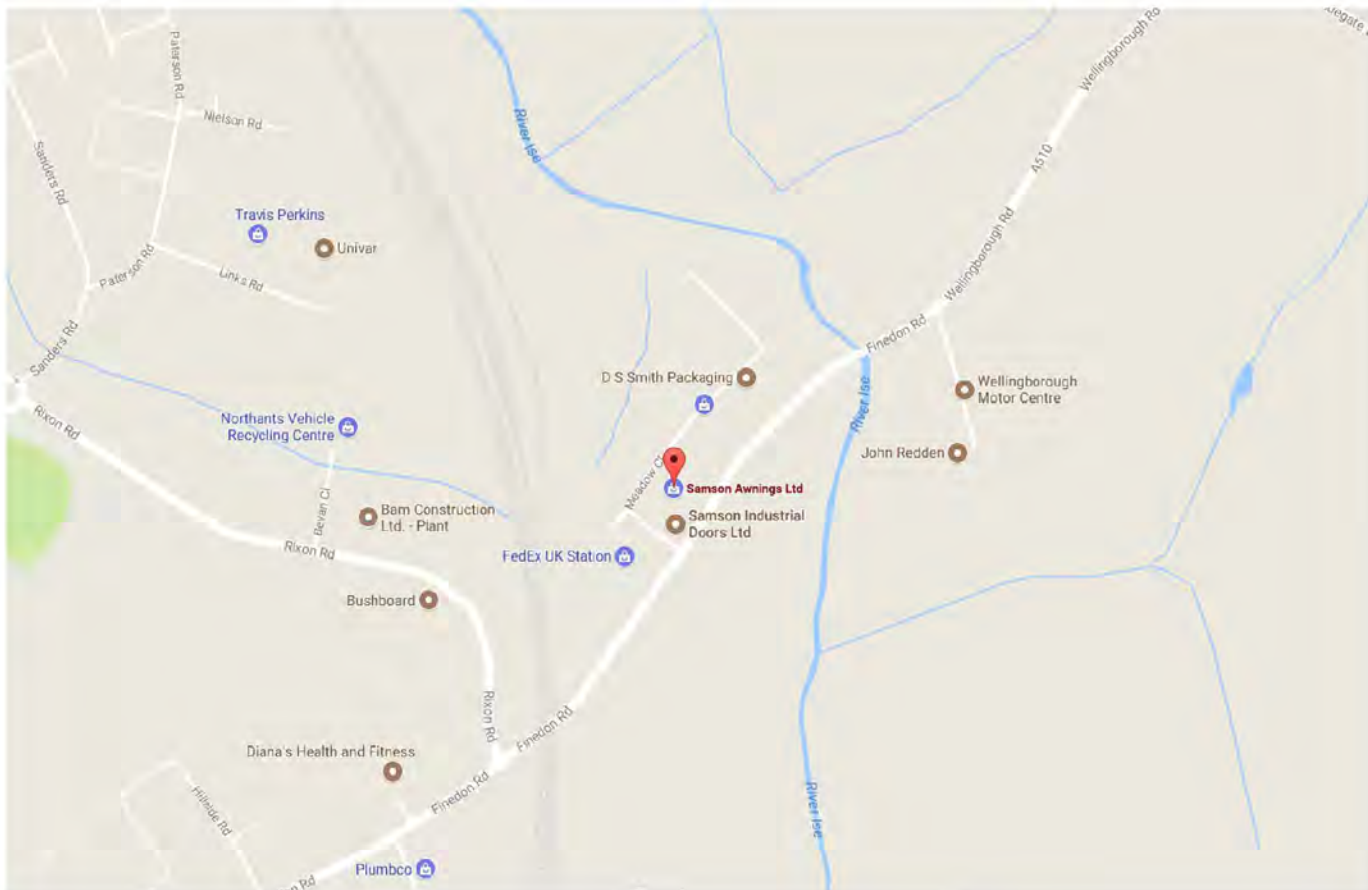 Paterson Rd
Nielson Rd
Sanders Rd
River Ise
Wellingborough Rd
A510
Travis Perkins
Univar
Paterson Rd
Links Rd
Wellingborough Rd
Sanders Rd
Finedon Rd
D S Smith Packaging
Wellingborough
Motor Centre
River Ise
Rixon Rd
Northants Vehicle
Recycling Centre
John Redden
Samson Awnings Ltd
Bevan Cl
Bam Construction
Ltd. - Plant
Samson Industrial
Doors Ltd
Rixon Rd
FedEx UK Station
Bushboard
Rixon Rd
Finedon Rd
Diana's Health and Fitness
Finedon Rd
Hillside Rd
River Ise
Plumbco
Rd